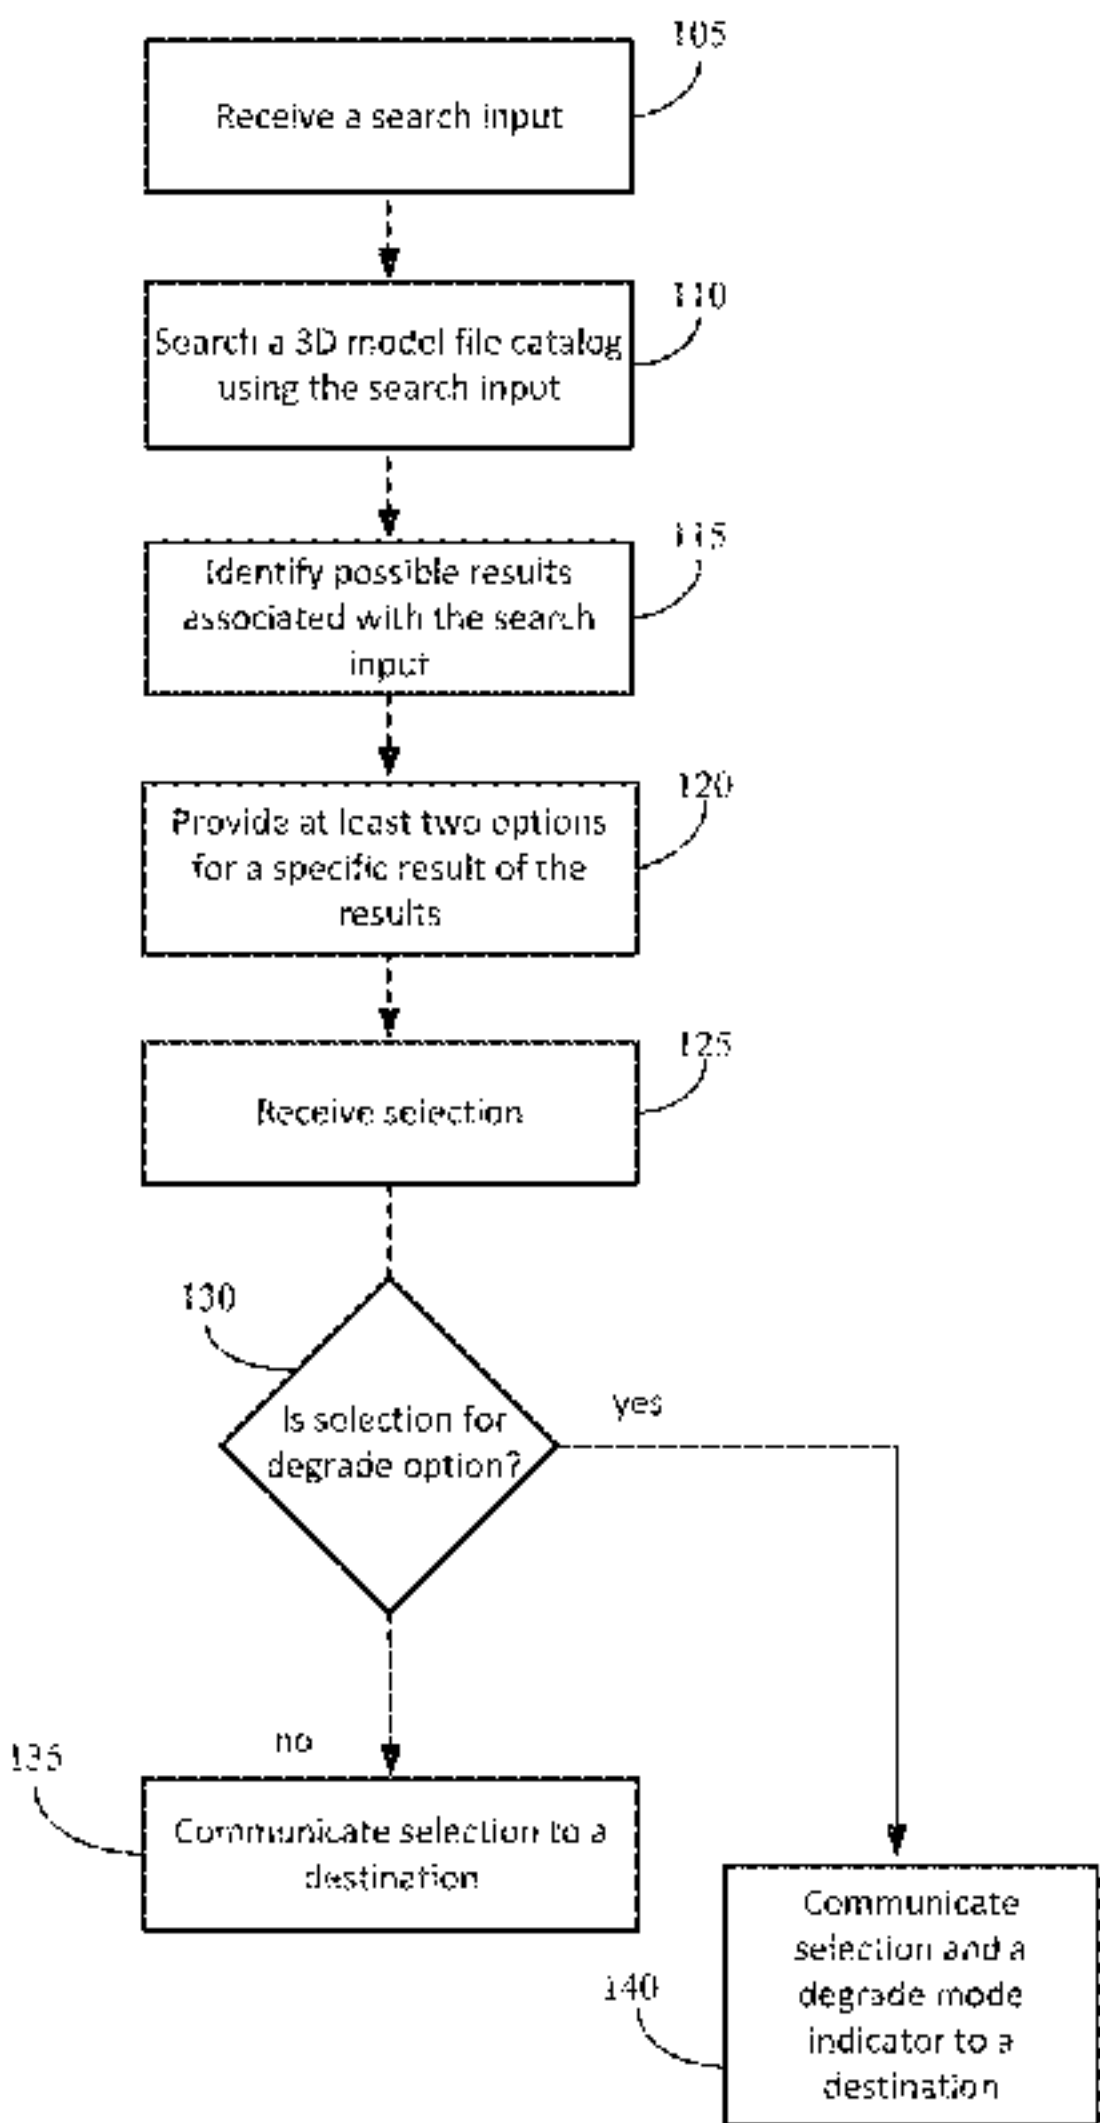 105
Receive a search input
110
Search a 3D model file catalog
using the search input
115
Identify possible results
associated with the search
input
120
Provide at least two options
for a specific result of the
results
125
Receive selection
130
Is selection for
degrade option?
yes
no
135
Communicate selection to a
destination
140
Communicate
selection and a
degrade mode
indicator to a
destination